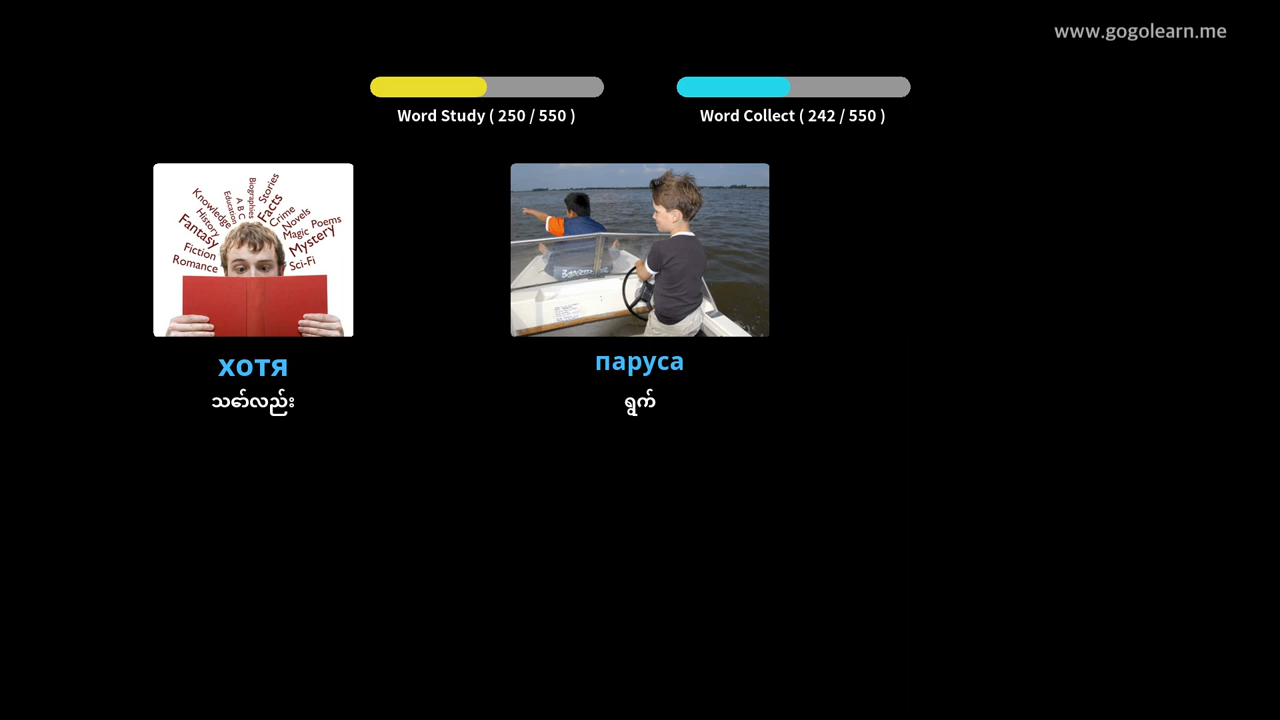 www.gogolearn.me
Word Study ( 250 / 550 )
Word Collect ( 242 / 550 )
Knowledge
History
Fantasy
Fiction
Romance
Education
A B C
Biographies
Stories
Facts
Crime
Novels
Magic
Poems
Mystery
Sci-Fi
хотя
သော်လည်း
паруса
ရွက်